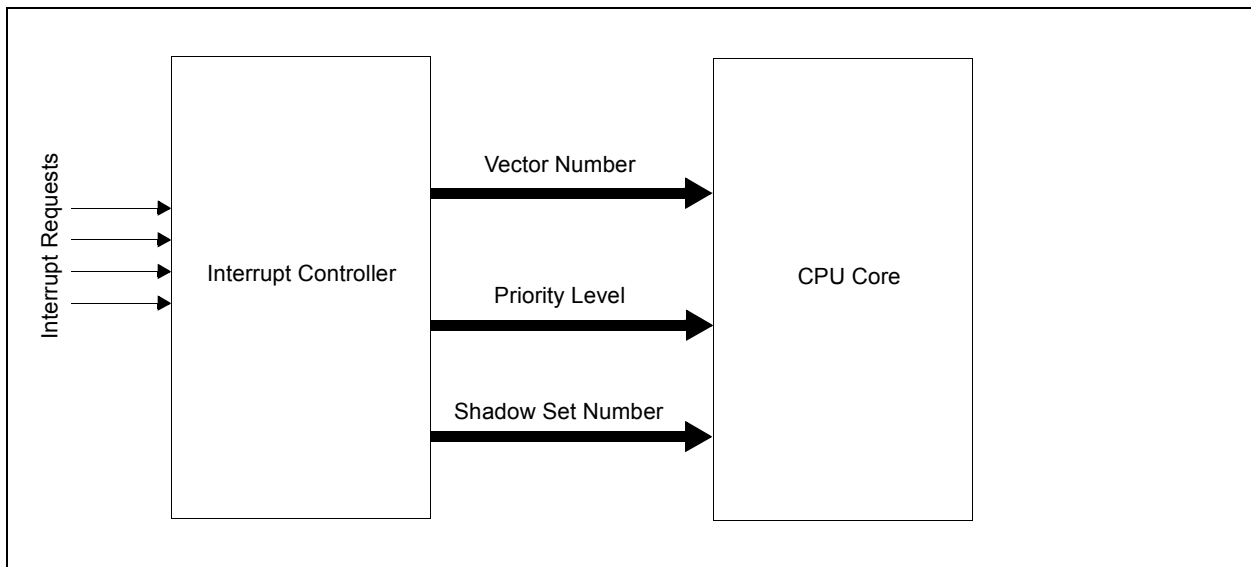 Interrupt Requests
Interrupt Controller
Vector Number
Priority Level
Shadow Set Number
CPU Core